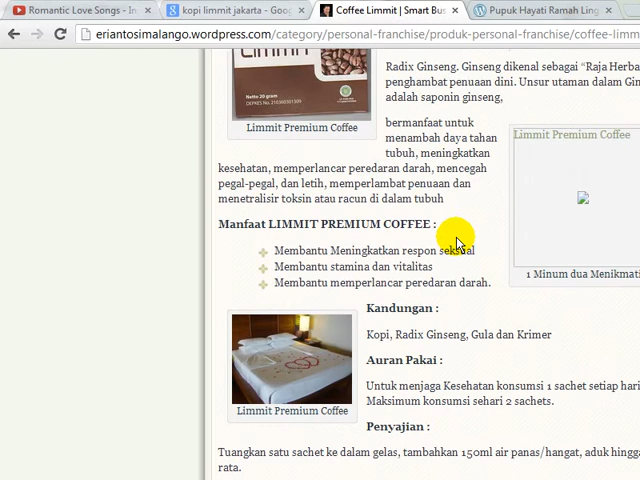 Romantic Love Songs - In
kopi limmit jakarta - Goog
Coffee Limmit | Smart Bus
Pupuk Hayati Ramah Ling
eriantosimalango.wordpress.com/category/personal-franchise/produk-personal-franchise/coffee-limm
Limmit
Netto 20 gram
Limmit Premium Coffee
Radix Ginseng. Ginseng dikenal sebagai “Raja Herba
penghambat penuaan dini. Unsur utaman dalam Gin
adalah saponin ginseng,
bermanfaat untuk
menambah daya tahan
tubuh, meningkatkan
kesehatan, memperlancar peredaran darah, mencegah
pegal-pegal, dan letih, memperlambat penuaan dan
menetralisir toksin atau racun di dalam tubuh
Limmit Premium Coffee
1 Minum dua Menikmati
Manfaat LIMMIT PREMIUM COFFEE :
Membantu Meningkatkan respon seksual
Membantu stamina dan vitalitas
Membantu memperlancar peredaran darah.
Limmit Premium Coffee
Kandungan :
Kopi, Radix Ginseng, Gula dan Krimer
Auran Pakai :
Untuk menjaga Kesehatan konsumsi 1 sachet setiap hari
Maksimum konsumsi sehari 2 sachets.
Penyajian :
Tuangkan satu sachet ke dalam gelas, tambahkan 150ml air panas/hangat, aduk hingga
rata.